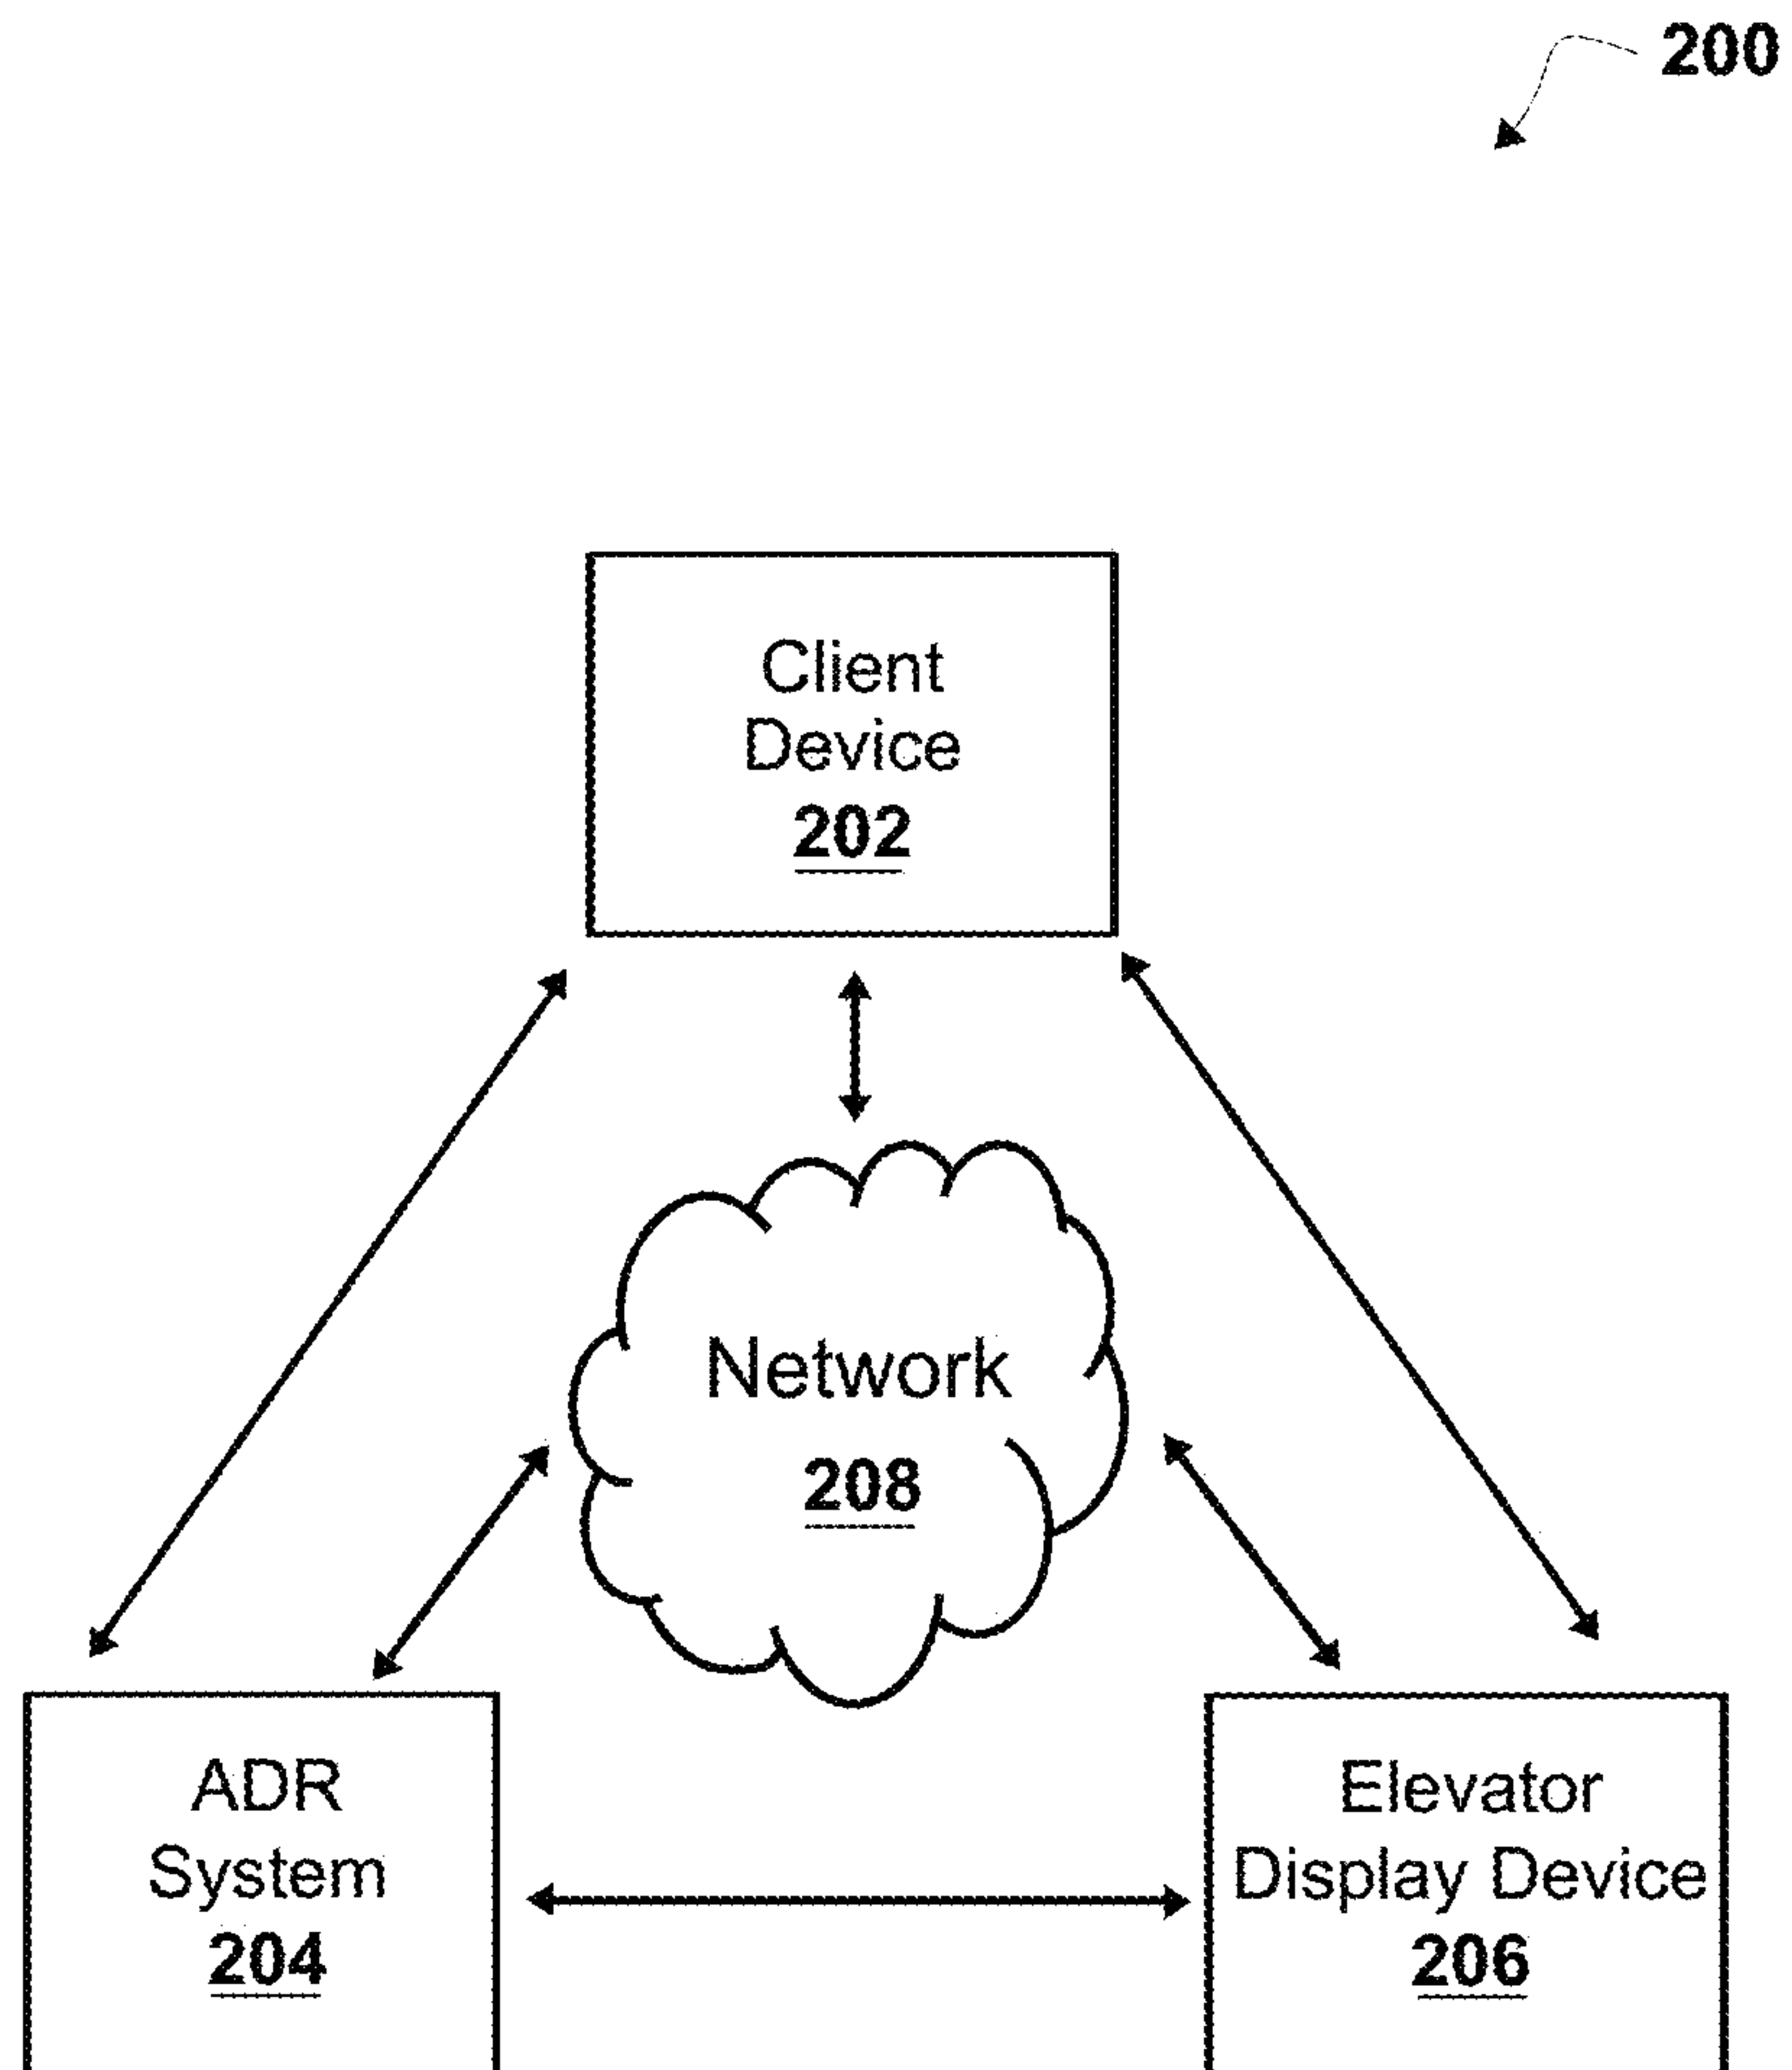 200
Client
Device
202
Network
208
ADR
System
204
Elevator
Display Device
206